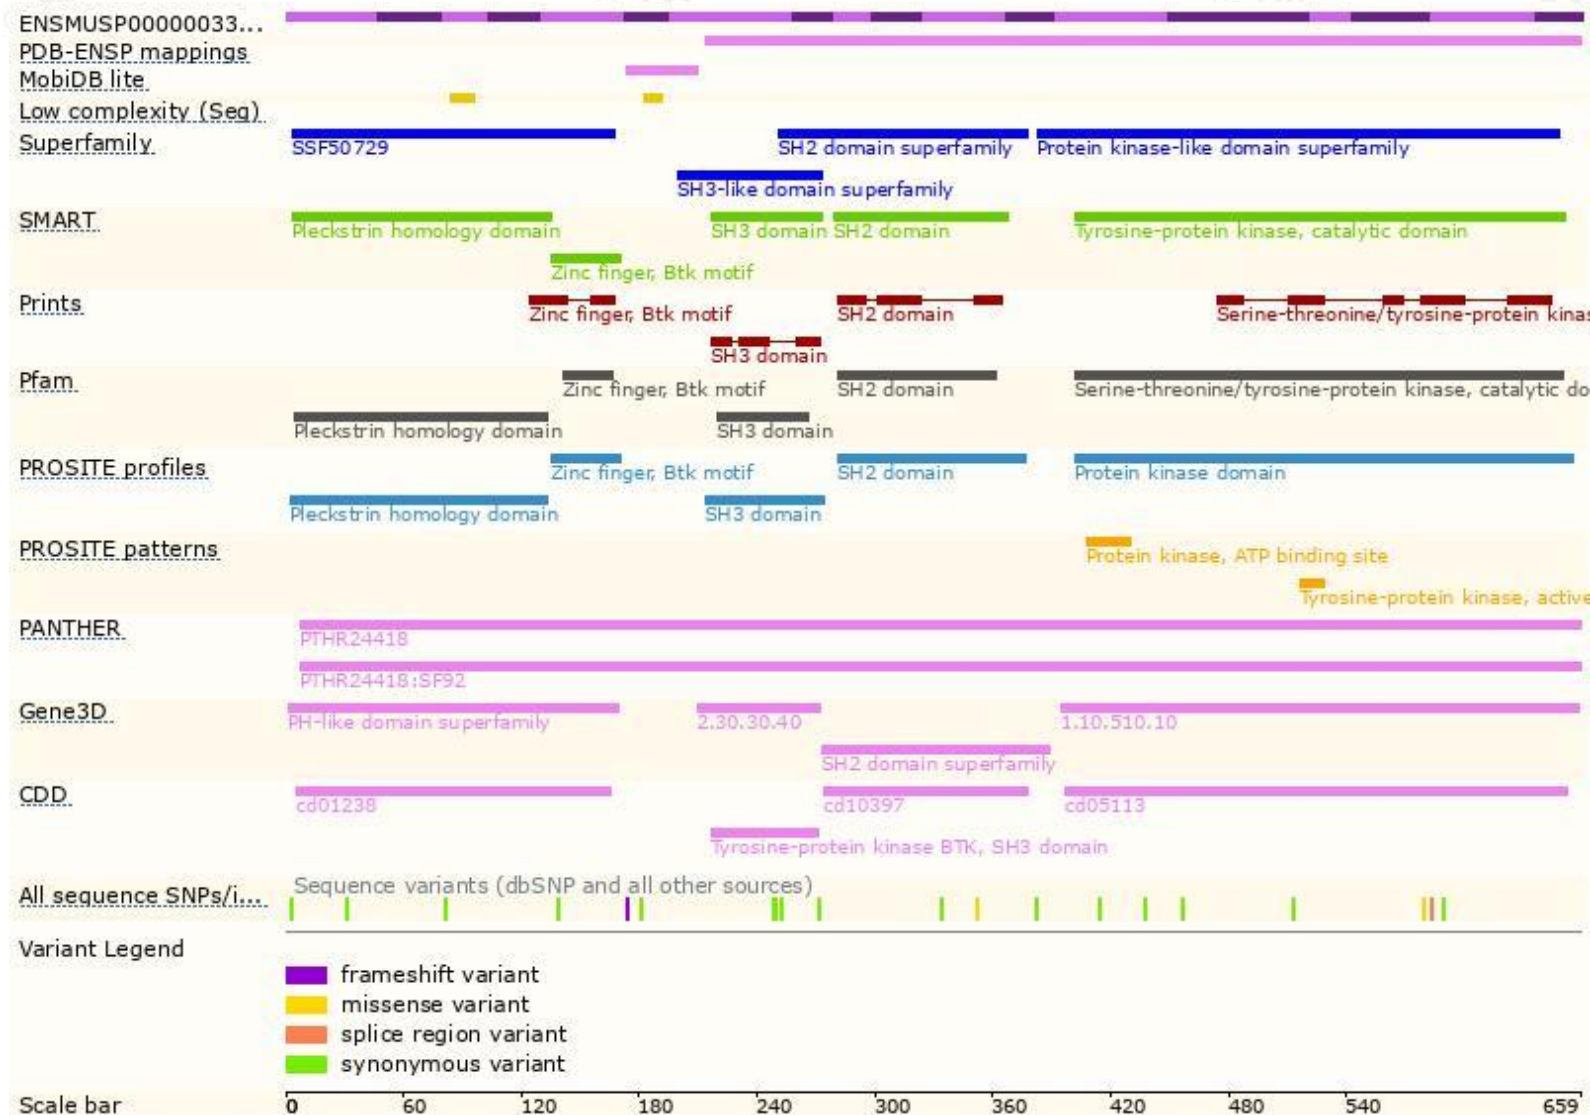 ENSMUSP00000033...
PDB-ENSP mappings
MobiDB lite
Low complexity (Seg)
Superfamily
SSF50729
SH2 domain superfamily
Protein kinase-like domain superfamily
SH3-like domain superfamily
SMART
Pleckstrin homology domain
SH3 domain
SH2 domain
Tyrosine-protein kinase, catalytic domain
Zinc finger, Btk motif
Prints
Zinc finger, Btk motif
SH2 domain
Serine-threonine/tyrosine-protein kinas
SH3 domain
Pfam
Zinc finger, Btk motif
SH2 domain
Serine-threonine/tyrosine-protein kinase, catalytic do
Pleckstrin homology domain
SH3 domain
PROSITE profiles
Zinc finger, Btk motif
SH2 domain
Protein kinase domain
Pleckstrin homology domain
SH3 domain
PROSITE patterns
Protein kinase, ATP binding site
Tyrosine-protein kinase, active
PANTHER
PTHR24418
PTHR24418:SF92
Gene3D
PH-like domain superfamily
2.30.30.40
1.10.510.10
SH2 domain superfamily
CDD
cd01238
cd10397
cd05113
Tyrosine-protein kinase BTK, SH3 domain
All sequence SNPs/i...
Sequence variants (dbSNP and all other sources)
Variant Legend
frameshift variant
missense variant
splice region variant
synonymous variant
Scale bar
0 60 120 180 240 300 360 420 480 540 659